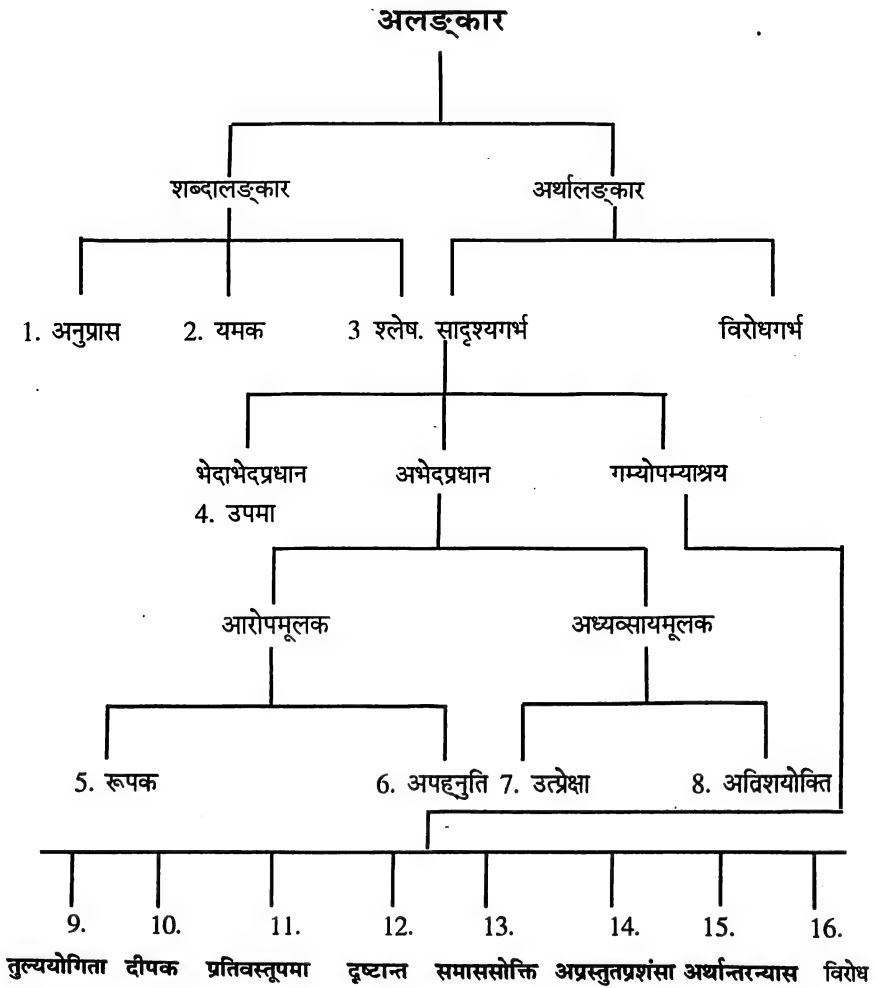 अलङ्कार
शब्दालङ्कार अर्थालङ्कार
1. अनुप्रास 2. यमक 3 श्लेष. सादृश्यगर्भ विरोधगर्भ
भेदाभेदप्रधान अभेदप्रधान गम्योपम्याश्रय
4. उपमा
आरोपमूलक अध्यव्सायमूलक
5. रूपक 6. अपह्नुति 7. उत्प्रेक्षा 8. अतिशयोक्ति
9. 10. 11. 12. 13. 14. 15. 16.
तुल्ययोगिता दीपक प्रतिवस्तूपमा दृष्टान्त समाससोक्ति अप्रस्तुतप्रशंसा अर्थान्तरन्यास विरोध